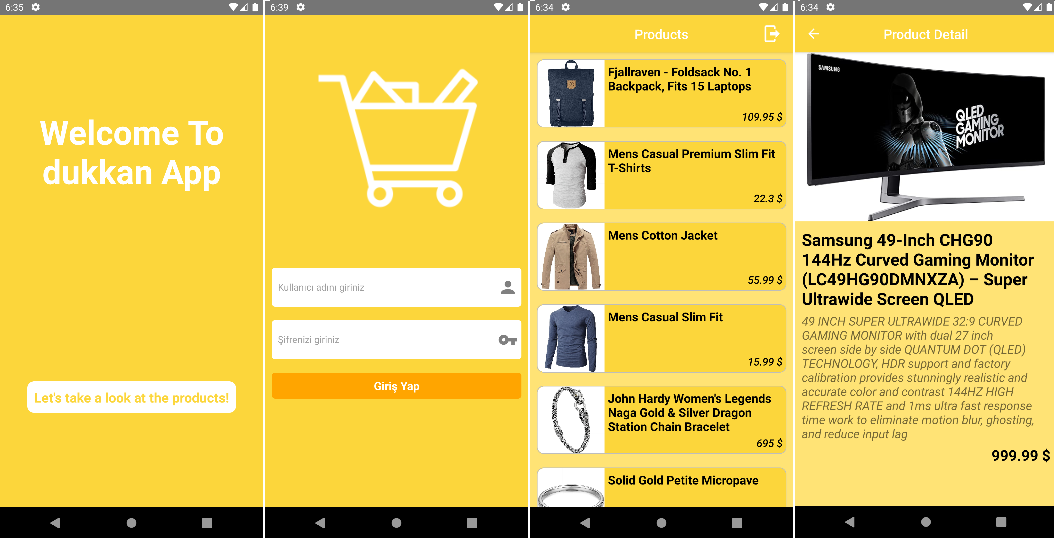 6:35
Welcome To
dukkan App
Let's take a look at the products!
6:39
Kullanıcı adını giriniz
Şifrenizi giriniz
Giriş Yap
6:34
Products
Fjallraven - Foldsack No. 1
Backpack, Fits 15 Laptops
109.95 $
Mens Casual Premium Slim Fit
T-Shirts
22.3 $
Mens Cotton Jacket
55.99 $
Mens Casual Slim Fit
15.99 $
John Hardy Women's Legends
Naga Gold & Silver Dragon
Station Chain Bracelet
695 $
Solid Gold Petite Micropave
6:34
Product Detail
SAMSUNG
QLED
GAMING
MONITOR
Samsung 49-Inch CHG90
144Hz Curved Gaming Monitor
(LC49HG90DMNXZA) – Super
Ultrawide Screen QLED
49 INCH SUPER ULTRAWIDE 32:9 CURVED
GAMING MONITOR with dual 27 inch
screen side by side QUANTUM DOT (QLED)
TECHNOLOGY, HDR support and factory
calibration provides stunningly realistic and
accurate color and contrast 144HZ HIGH
REFRESH RATE and 1ms ultra fast response
time work to eliminate motion blur, ghosting,
and reduce input lag
999.99 $